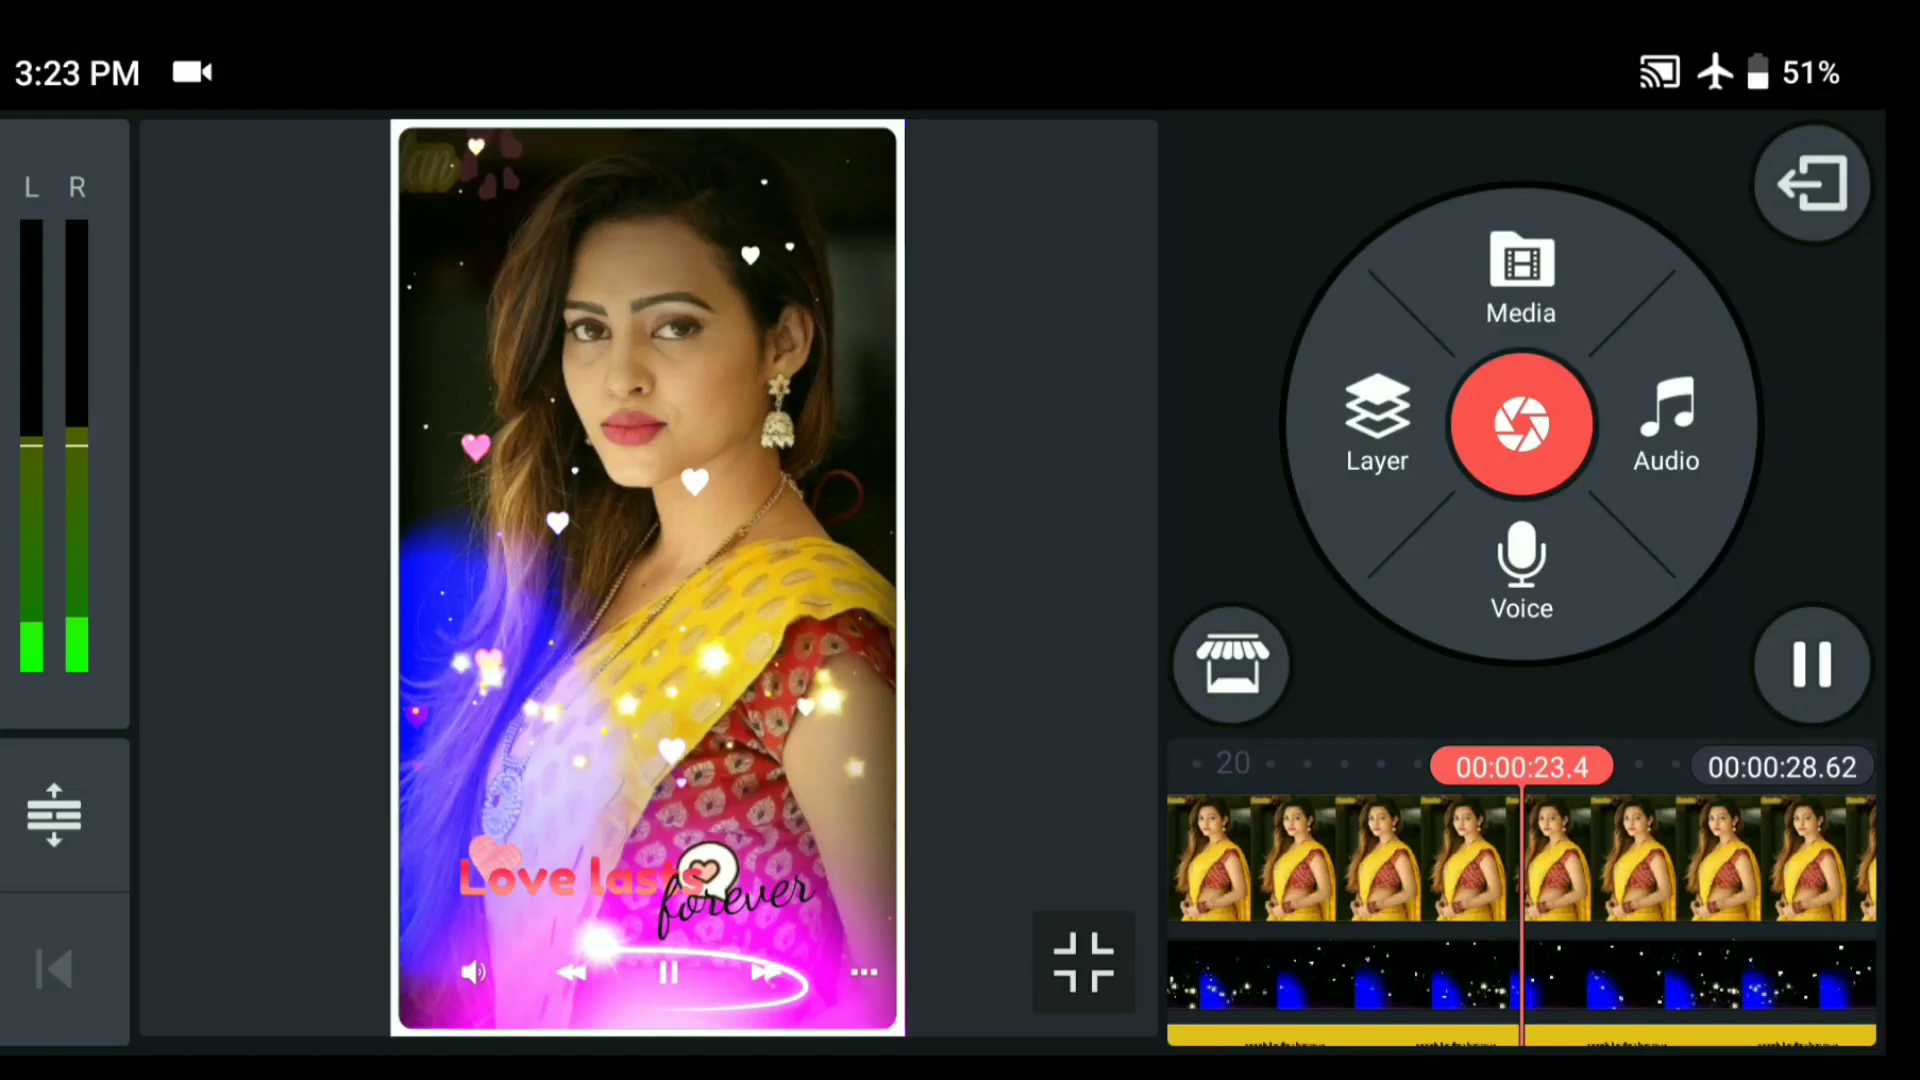 3:23 PM
51%
L R
Media
Layer
Audio
Voice
20
00:00:23.4
00:00:28.62
Love lasts
forever